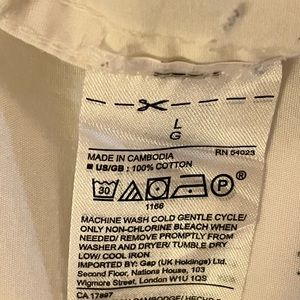 L
G
MADE IN CAMBODIA RN 54023
■ US/GB : 100% COTTON
30 P
1166
MACHINE WASH COLD GENTLE CYCLE/
ONLY NON-CHLORINE BLEACH WHEN
NEEDED/ REMOVE PROMPTLY FROM
WASHER AND DRYER/ TUMBLE DRY
LOW/ COOL IRON
IMPORTED BY: Gap (UK Holdings) Ltd.
Second Floor, Nations House, 103
Wigmore Street, London W1U 1QS
CA 17897
CAMBODGE/ HECHO